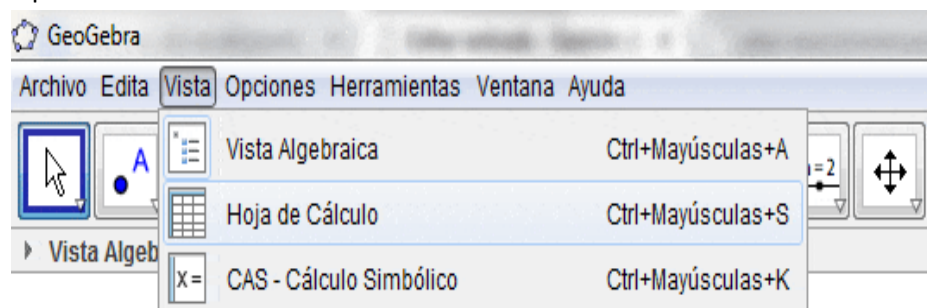 GeoGebra
Archivo Edita Vista Opciones Herramientas Ventana Ayuda
A
Vista Algebraica Ctrl+Mayúsculas+A
=2
Hoja de Cálculo Ctrl+Mayúsculas+S
Vista Algeb
X= CAS - Cálculo Simbólico Ctrl+Mayúsculas+K